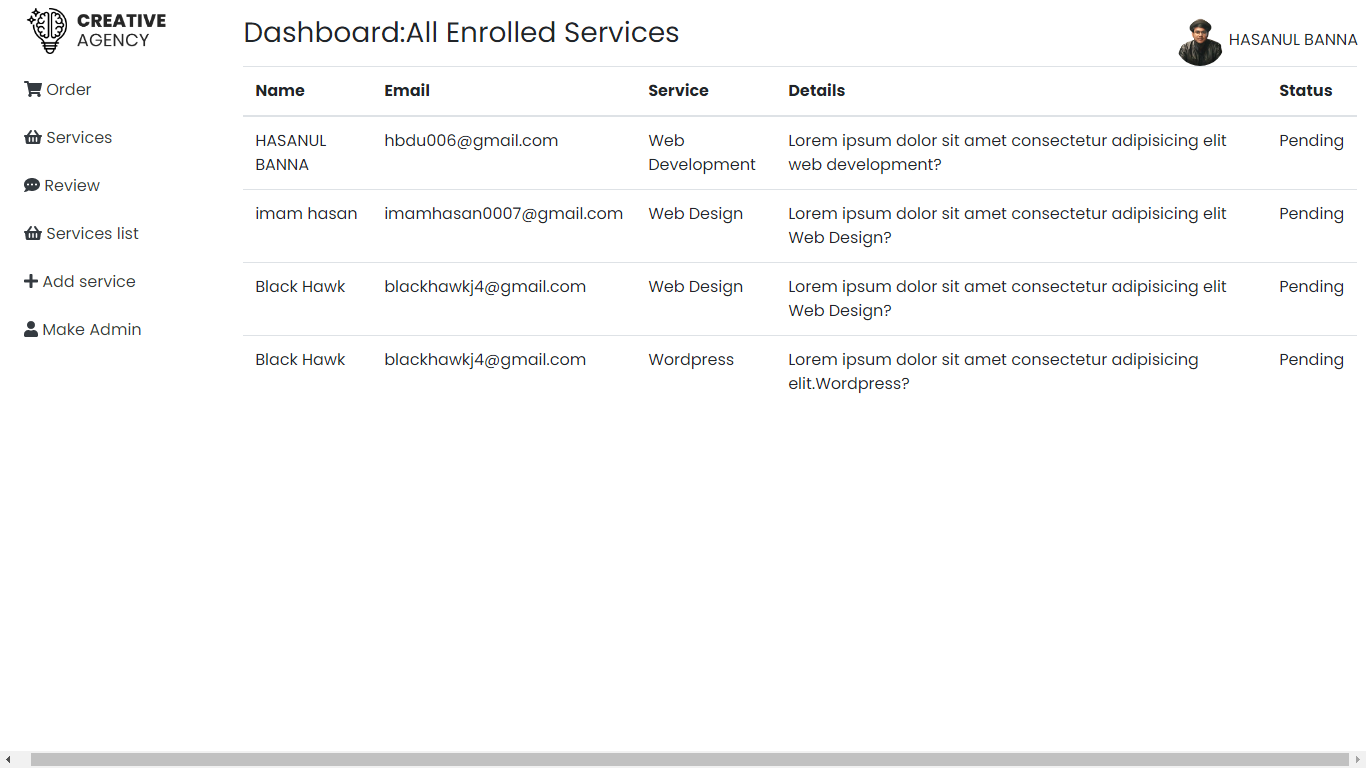 CREATIVE
AGENCY
Dashboard:All Enrolled Services
HASANUL BANNA
Order
Services
Review
Services list
Add service
Make Admin
Name Email Service Details Status
HASANUL hbdu006@gmail.com Web Lorem ipsum dolor sit amet consectetur adipisicing elit Pending
BANNA Development web development?
imam hasan imamhasan0007@gmail.com Web Design Lorem ipsum dolor sit amet consectetur adipisicing elit Pending
Web Design?
Black Hawk blackhawkj4@gmail.com Web Design Lorem ipsum dolor sit amet consectetur adipisicing elit Pending
Web Design?
Black Hawk blackhawkj4@gmail.com Wordpress Lorem ipsum dolor sit amet consectetur adipisicing Pending
elit.Wordpress?